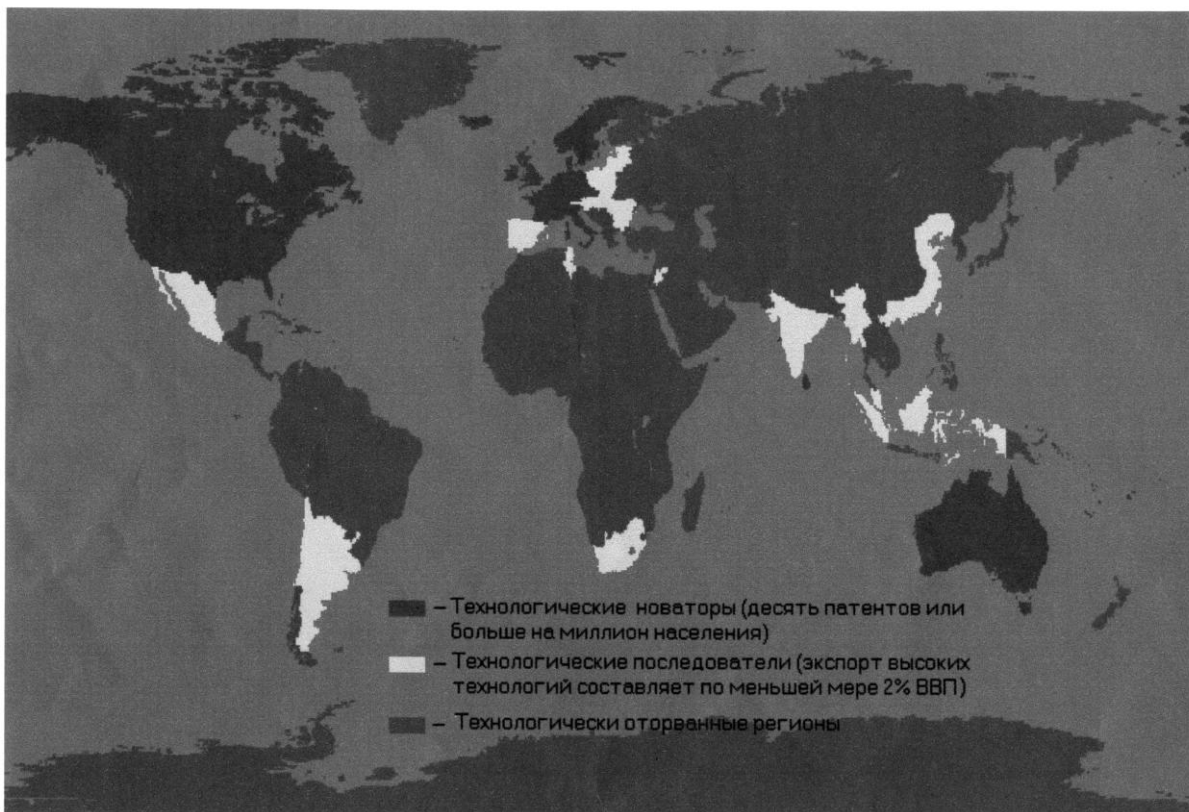 – Технологические новаторы (десять патентов или
больше на миллион населения)
– Технологические последователи (экспорт высоких
технологий составляет по меньшей мере 2% ВВП)
– Технологически оторванные регионы